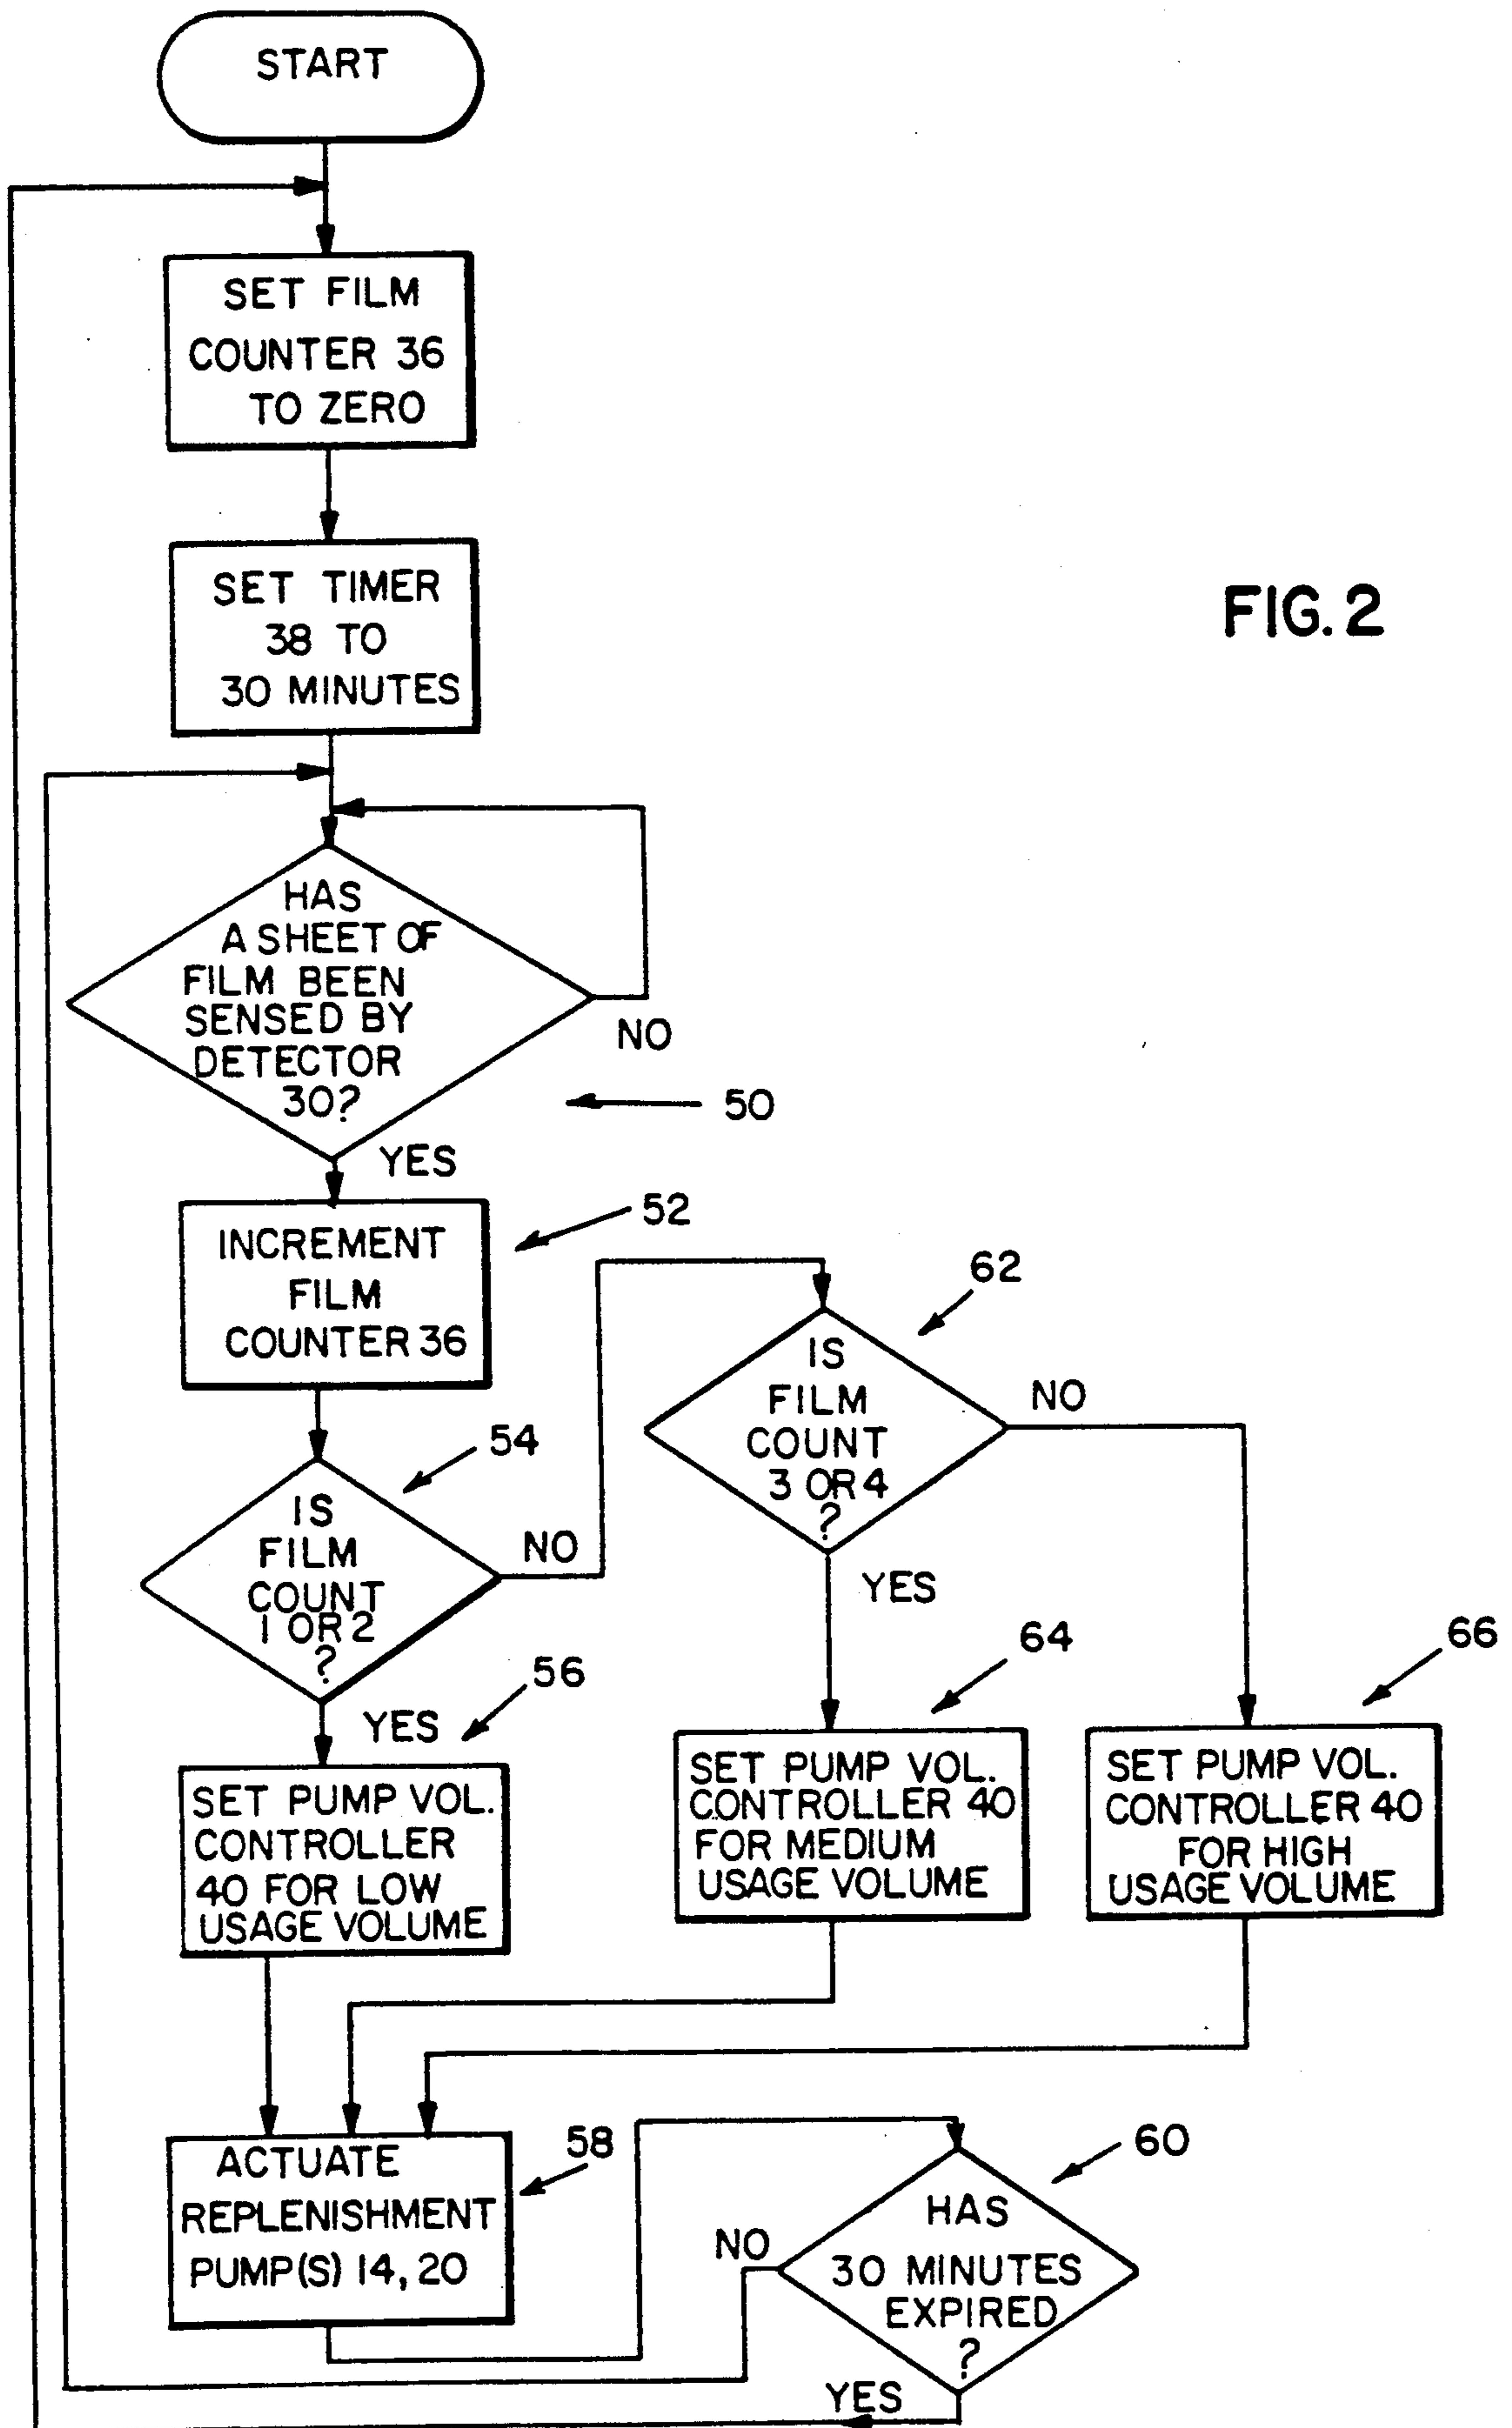 START
SET FILM
COUNTER 36
TO ZERO
SET TIMER
38 TO
30 MINUTES
FIG. 2
HAS
A SHEET OF
FILM BEEN
SENSED BY
DETECTOR
30?
NO
50
YES
INCREMENT
FILM
COUNTER 36
52
62
IS
FILM
COUNT
3 OR 4
?
NO
54
IS
FILM
COUNT
1 OR 2
?
NO
YES
64
66
56
YES
SET PUMP VOL.
CONTROLLER
40 FOR LOW
USAGE VOLUME
SET PUMP VOL.
CONTROLLER 40
FOR MEDIUM
USAGE VOLUME
SET PUMP VOL.
CONTROLLER 40
FOR HIGH
USAGE VOLUME
ACTUATE
REPLENISHMENT
PUMP(S) 14, 20
58
60
HAS
30 MINUTES
EXPIRED
?
NO
YES